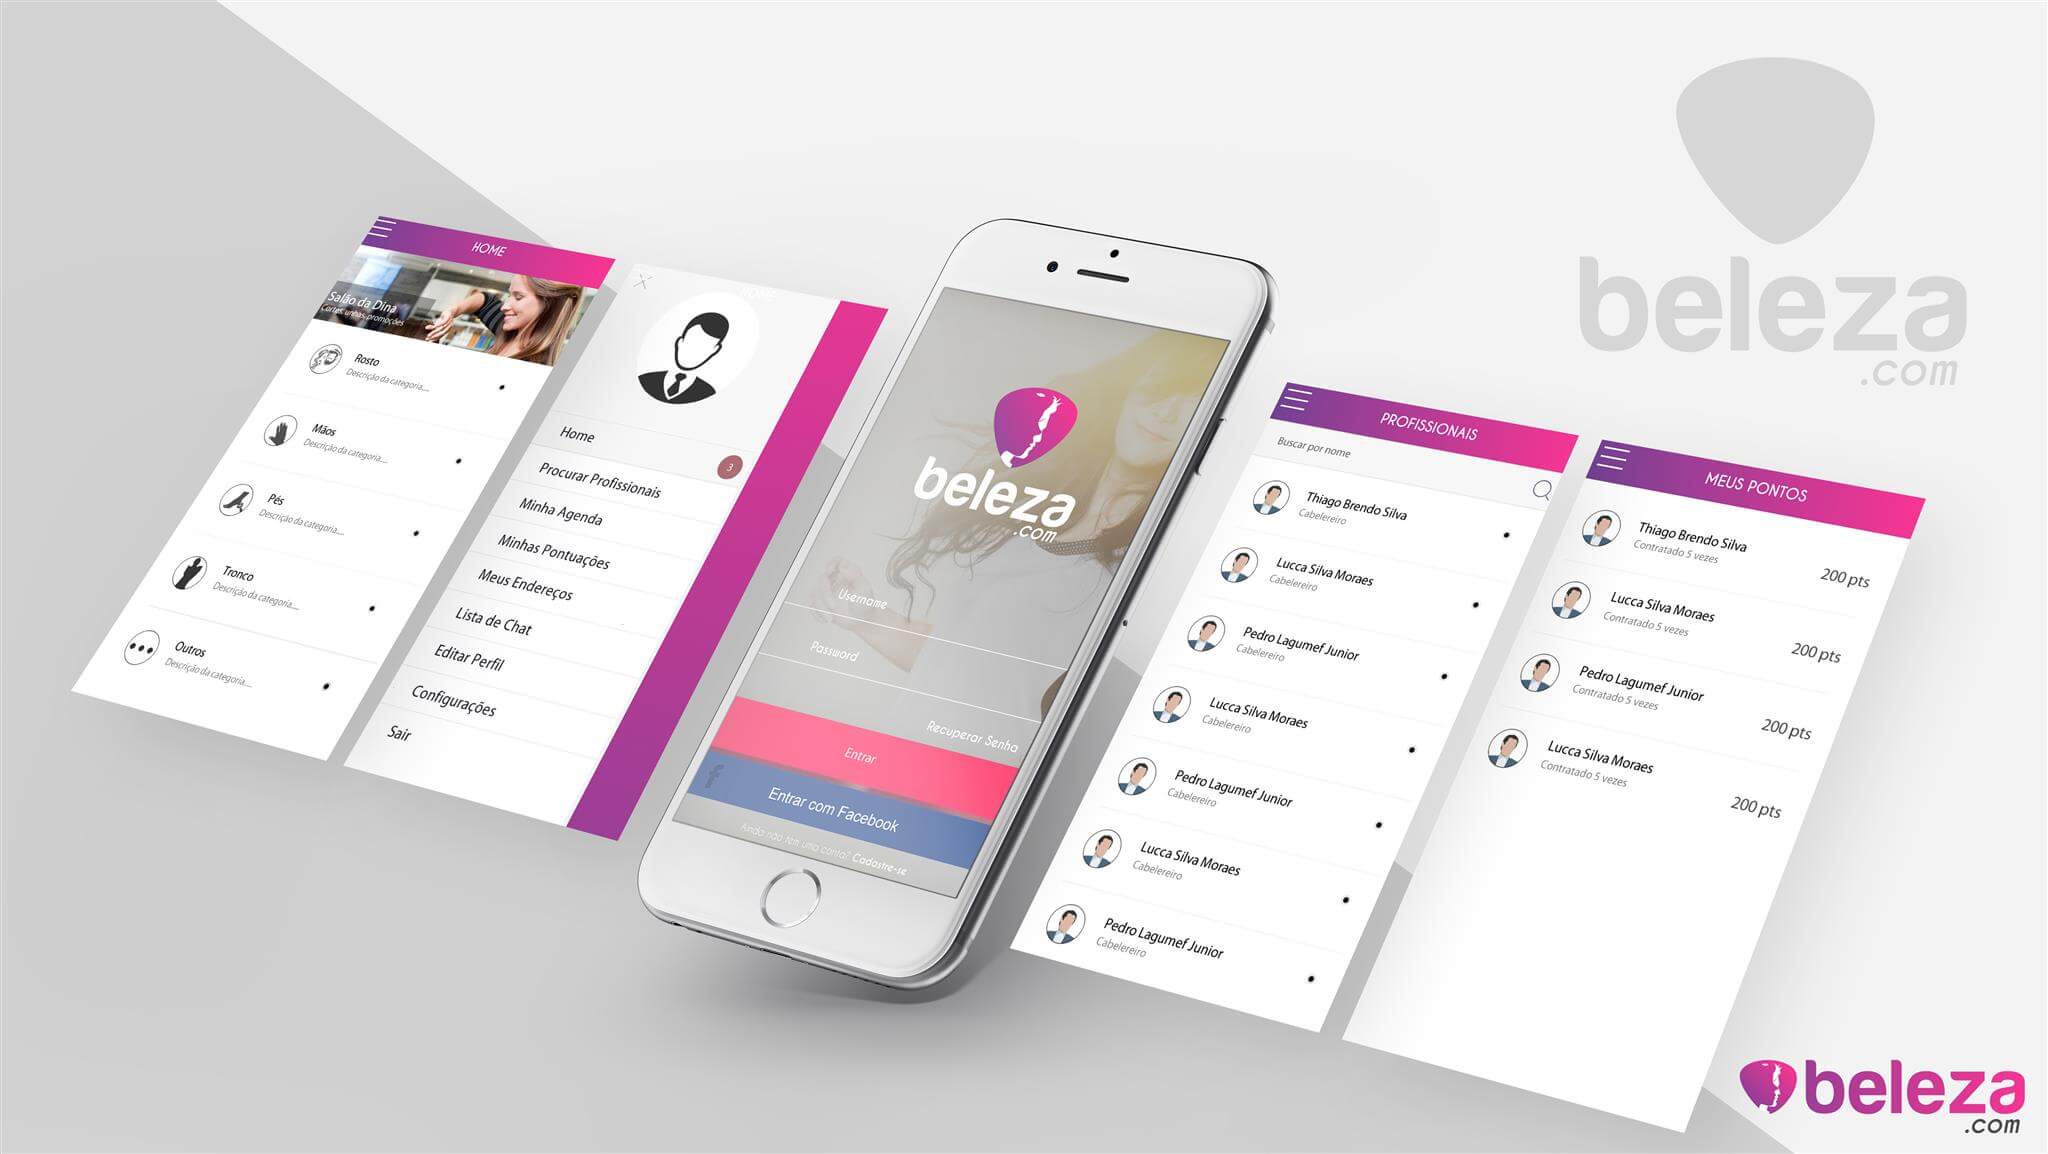 beleza
.com
HOME
Salão da Dina
Cortes, unhas, promoções
Rosto
Descrição da categoria....
Mãos
Descrição da categoria....
Pés
Descrição da categoria....
Tronco
Descrição da categoria....
Outros
Descrição da categoria....
Home
3
Procurar Profissionais
Minha Agenda
Minhas Pontuações
Meus Endereços
Lista de Chat
Editar Perfil
Configurações
Sair
beleza
.com
Username
Password
Recuperar Senha
Entrar
Entrar com Facebook
Ainda não tem uma conta? Cadastre-se
PROFISSIONAIS
Buscar por nome
Thiago Brendo Silva
Cabelereiro
Lucca Silva Moraes
Cabelereiro
Pedro Lagumef Junior
Cabelereiro
Lucca Silva Moraes
Cabelereiro
Pedro Lagumef Junior
Cabelereiro
Lucca Silva Moraes
Cabelereiro
Pedro Lagumef Junior
Cabelereiro
MEUS PONTOS
Thiago Brendo Silva
Contratado 5 vezes
200 pts
Lucca Silva Moraes
Contratado 5 vezes
200 pts
Pedro Lagumef Junior
Contratado 5 vezes
200 pts
Lucca Silva Moraes
Contratado 5 vezes
200 pts
beleza
.com